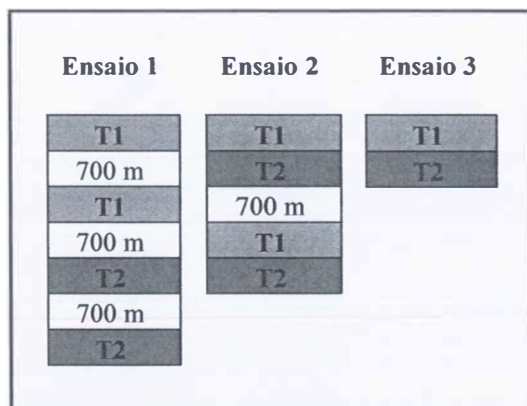 Ensaio 1 Ensaio 2 Ensaio 3
T1 T1 T1
700 m T2 T2
T1 700 m
700 m T1
T2 T2
700 m
T2